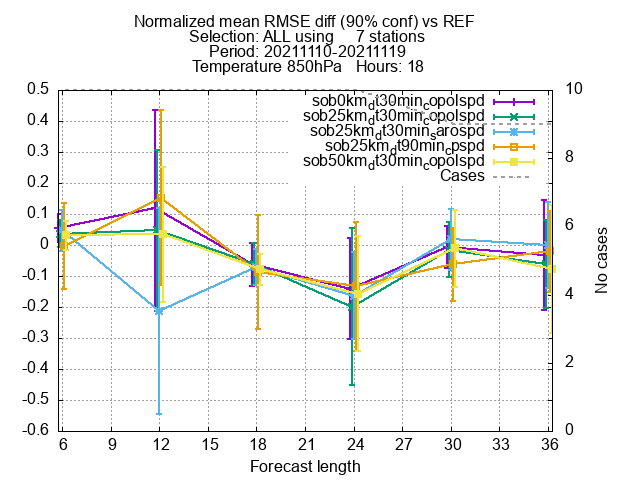 Normalized mean RMSE diff (90% conf) vs REF
Selection: ALL using 7 stations
Period: 20211110-20211119
Temperature 850hPa Hours: 18
0.5
0.4
0.3
0.2
0.1
0
-0.1
-0.2
-0.3
-0.4
-0.5
-0.6
sob0km_dt30min_copolspd
sob25km_dt30min_copolspd
sob25km_dt30min_sarospd
sob25km_dt90min_cpspd
sob50km_dt30min_copolspd
Cases
10
8
6
4
2
0
No cases
6 9 12 15 18 21 24 27 30 33 36
Forecast length